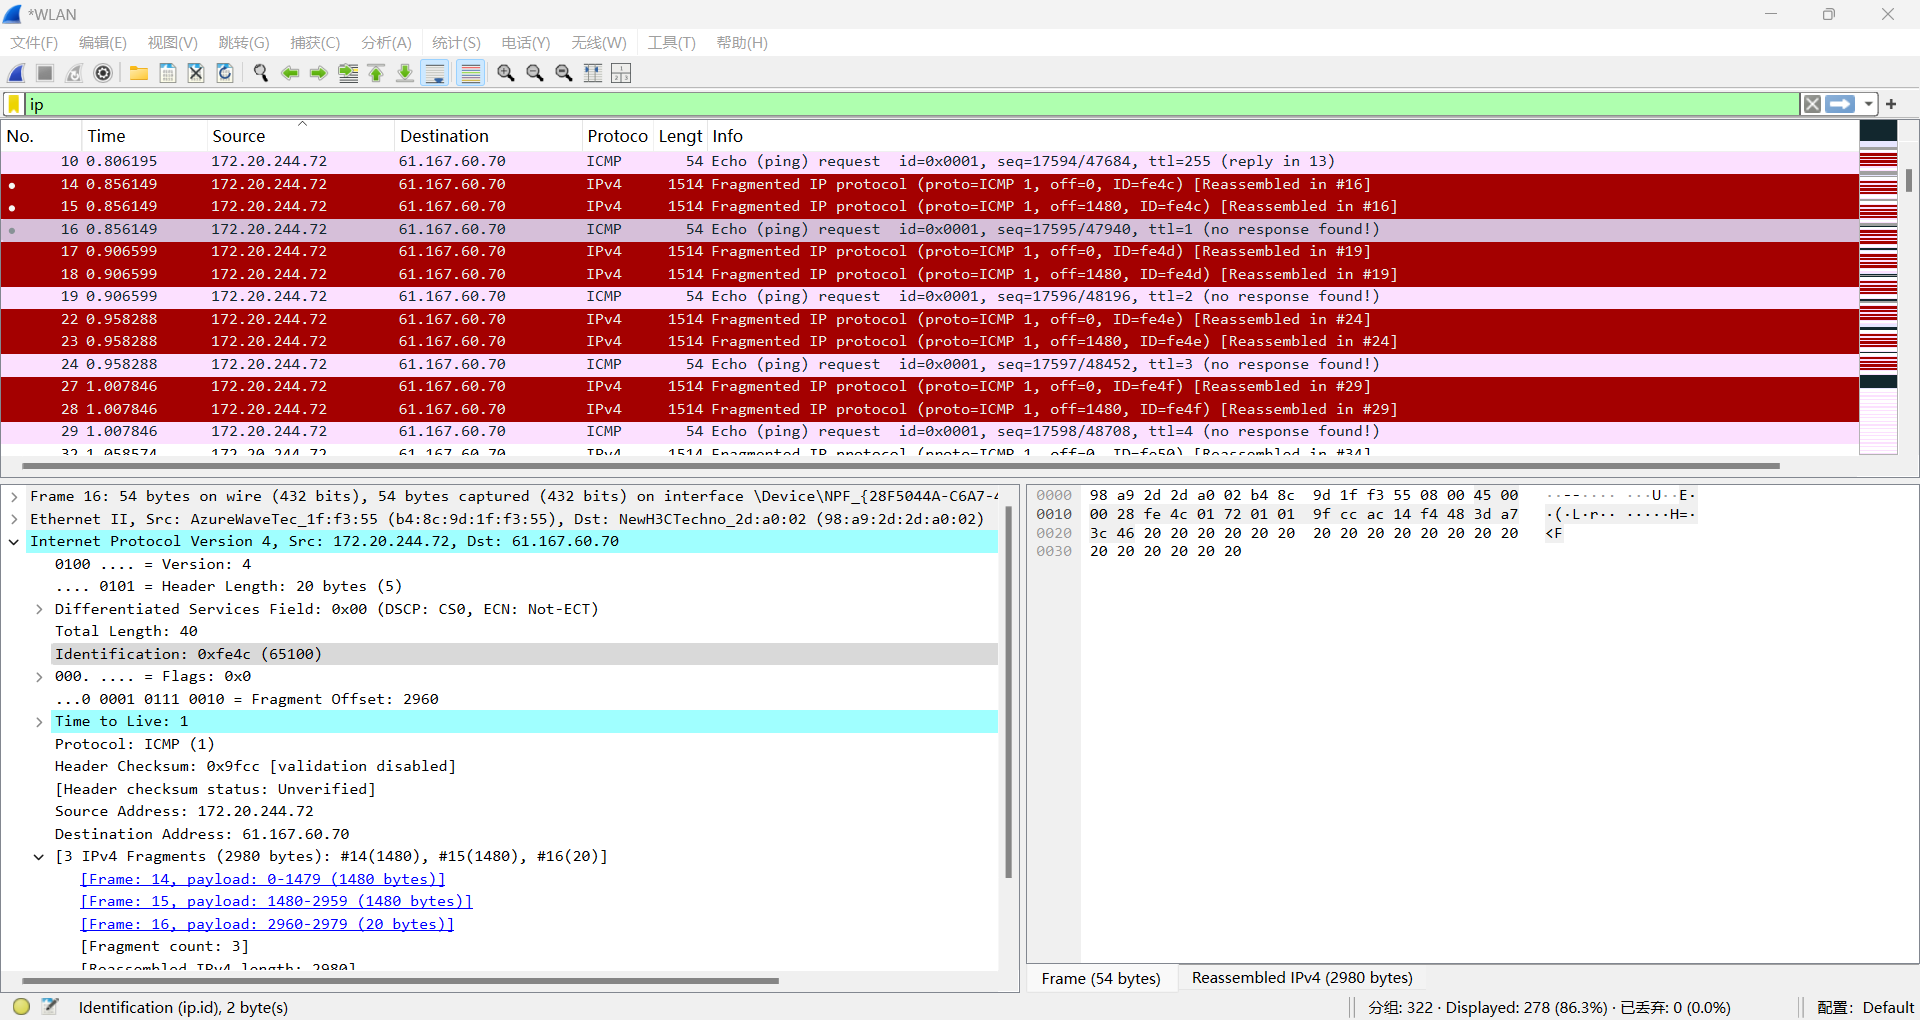 *WLAN
文件(F) 编辑(E) 视图(V) 跳转(G) 捕获(C) 分析(A) 统计(S) 电话(Y) 无线(W) 工具(T) 帮助(H)
ip
No. Time Source Destination Protoco Lengt Info
10 0.806195 172.20.244.72 61.167.60.70 ICMP 54 Echo (ping) request id=0x0001, seq=17594/47684, ttl=255 (reply in 13)
14 0.856149 172.20.244.72 61.167.60.70 IPv4 1514 Fragmented IP protocol (proto=ICMP 1, off=0, ID=fe4c) [Reassembled in #16]
15 0.856149 172.20.244.72 61.167.60.70 IPv4 1514 Fragmented IP protocol (proto=ICMP 1, off=1480, ID=fe4c) [Reassembled in #16]
16 0.856149 172.20.244.72 61.167.60.70 ICMP 54 Echo (ping) request id=0x0001, seq=17595/47940, ttl=1 (no response found!)
17 0.906599 172.20.244.72 61.167.60.70 IPv4 1514 Fragmented IP protocol (proto=ICMP 1, off=0, ID=fe4d) [Reassembled in #19]
18 0.906599 172.20.244.72 61.167.60.70 IPv4 1514 Fragmented IP protocol (proto=ICMP 1, off=1480, ID=fe4d) [Reassembled in #19]
19 0.906599 172.20.244.72 61.167.60.70 ICMP 54 Echo (ping) request id=0x0001, seq=17596/48196, ttl=2 (no response found!)
22 0.958288 172.20.244.72 61.167.60.70 IPv4 1514 Fragmented IP protocol (proto=ICMP 1, off=0, ID=fe4e) [Reassembled in #24]
23 0.958288 172.20.244.72 61.167.60.70 IPv4 1514 Fragmented IP protocol (proto=ICMP 1, off=1480, ID=fe4e) [Reassembled in #24]
24 0.958288 172.20.244.72 61.167.60.70 ICMP 54 Echo (ping) request id=0x0001, seq=17597/48452, ttl=3 (no response found!)
27 1.007846 172.20.244.72 61.167.60.70 IPv4 1514 Fragmented IP protocol (proto=ICMP 1, off=0, ID=fe4f) [Reassembled in #29]
28 1.007846 172.20.244.72 61.167.60.70 IPv4 1514 Fragmented IP protocol (proto=ICMP 1, off=1480, ID=fe4f) [Reassembled in #29]
29 1.007846 172.20.244.72 61.167.60.70 ICMP 54 Echo (ping) request id=0x0001, seq=17598/48708, ttl=4 (no response found!)
32 1.058574 172.20.244.72 61.167.60.70 IPv4 1514 Fragmented IP protocol (proto=ICMP 1, off=0, ID=fe50) [Reassembled in #34]
Frame 16: 54 bytes on wire (432 bits), 54 bytes captured (432 bits) on interface \Device\NPF_{28F5044A-C6A7-4
Ethernet II, Src: AzureWaveTec_1f:f3:55 (b4:8c:9d:1f:f3:55), Dst: NewH3CTechno_2d:a0:02 (98:a9:2d:2d:a0:02)
Internet Protocol Version 4, Src: 172.20.244.72, Dst: 61.167.60.70
0100 .... = Version: 4
.... 0101 = Header Length: 20 bytes (5)
Differentiated Services Field: 0x00 (DSCP: CS0, ECN: Not-ECT)
Total Length: 40
Identification: 0xfe4c (65100)
000. .... = Flags: 0x0
...0 0001 0111 0010 = Fragment Offset: 2960
Time to Live: 1
Protocol: ICMP (1)
Header Checksum: 0x9fcc [validation disabled]
[Header checksum status: Unverified]
Source Address: 172.20.244.72
Destination Address: 61.167.60.70
[3 IPv4 Fragments (2980 bytes): #14(1480), #15(1480), #16(20)]
[Frame: 14, payload: 0-1479 (1480 bytes)]
[Frame: 15, payload: 1480-2959 (1480 bytes)]
[Frame: 16, payload: 2960-2979 (20 bytes)]
[Fragment count: 3]
[Reassembled IPv4 length: 2980]
0000 98 a9 2d 2d a0 02 b4 8c 9d 1f f3 55 08 00 45 00 ··--···· ···U··E·
0010 00 28 fe 4c 01 72 01 01 9f cc ac 14 f4 48 3d a7 ·(·L·r·· ·····H=·
0020 3c 46 20 20 20 20 20 20 20 20 20 20 20 20 20 20 <F
0030 20 20 20 20 20 20
Frame (54 bytes) Reassembled IPv4 (2980 bytes)
Identification (ip.id), 2 byte(s) 分组: 322 · Displayed: 278 (86.3%) · 已丢弃: 0 (0.0%) 配置: Default